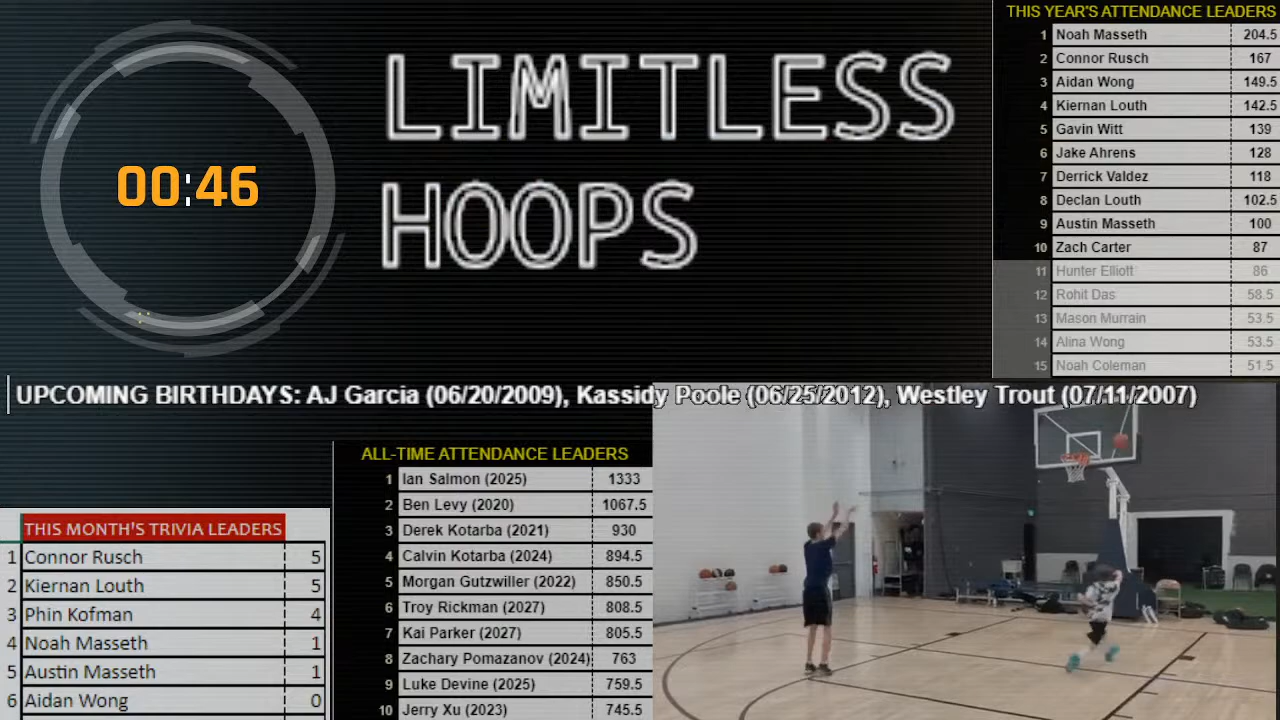 00:46
LIMITLESS
HOOPS
THIS YEAR'S ATTENDANCE LEADERS
1 Noah Masseth 204.5
2 Connor Rusch 167
3 Aidan Wong 149.5
4 Kiernan Louth 142.5
5 Gavin Witt 139
6 Jake Ahrens 128
7 Derrick Valdez 118
8 Declan Louth 102.5
9 Austin Masseth 100
10 Zach Carter 87
11 Hunter Elliott 86
12 Rohit Das 58.5
13 Mason Murrain 53.5
14 Alina Wong 53.5
15 Noah Coleman 51.5
UPCOMING BIRTHDAYS: AJ Garcia (06/20/2009), Kassidy Poole (06/25/2012), Westley Trout (07/11/2007)
THIS MONTH'S TRIVIA LEADERS
1 Connor Rusch 5
2 Kiernan Louth 5
3 Phin Kofman 4
4 Noah Masseth 1
5 Austin Masseth 1
6 Aidan Wong 0
ALL-TIME ATTENDANCE LEADERS
1 Ian Salmon (2025) 1333
2 Ben Levy (2020) 1067.5
3 Derek Kotarba (2021) 930
4 Calvin Kotarba (2024) 894.5
5 Morgan Gutzwiller (2022) 850.5
6 Troy Rickman (2027) 808.5
7 Kai Parker (2027) 805.5
8 Zachary Pomazanov (2024) 763
9 Luke Devine (2025) 759.5
10 Jerry Xu (2023) 745.5